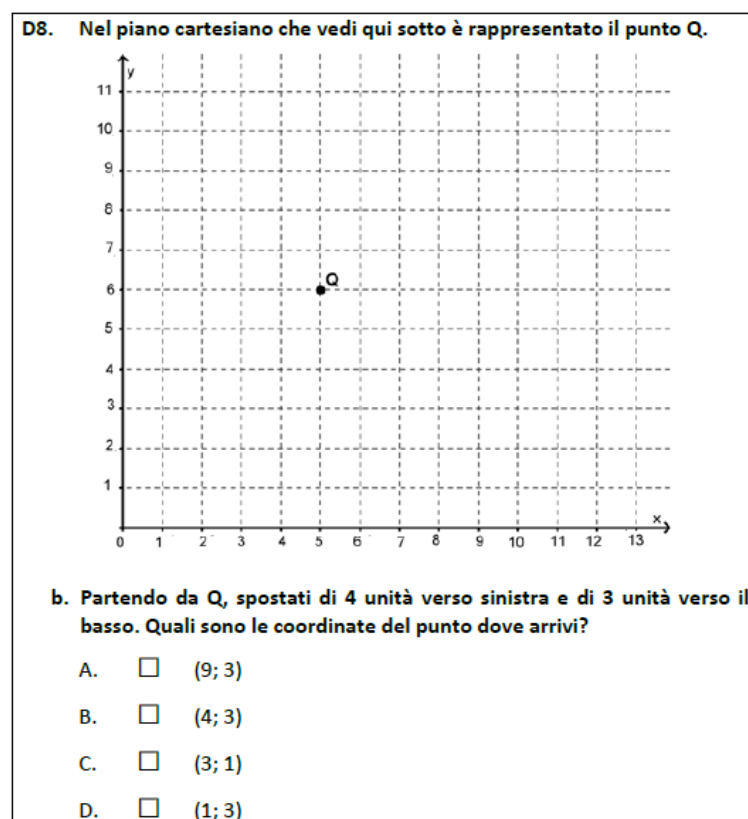 D8. Nel piano cartesiano che vedi qui sotto è rappresentato il punto Q.
y
11
10
9
8
7
Q
6
5
4
3
2
1
x
0 1 2 3 4 5 6 7 8 9 10 11 12 13
b. Partendo da Q, spostati di 4 unità verso sinistra e di 3 unità verso il
basso. Quali sono le coordinate del punto dove arrivi?
A. □ (9; 3)
B. □ (4; 3)
C. □ (3; 1)
D. □ (1; 3)